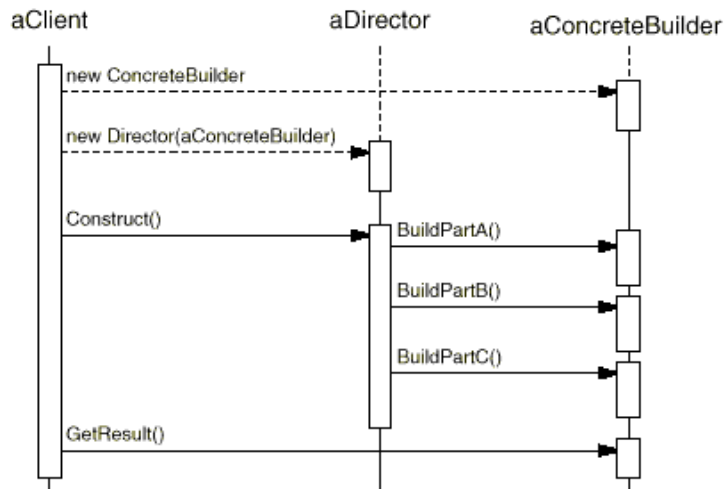 aClient
aDirector
aConcreteBuilder
new ConcreteBuilder
new Director(aConcreteBuilder)
Construct()
BuildPartA()
BuildPartB()
BuildPartC()
GetResult()